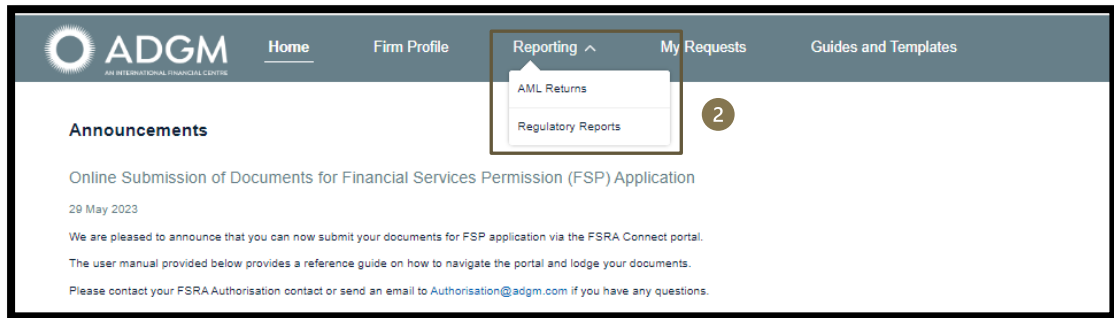 ADGM
AN INTERNATIONAL FINANCIAL CENTRE
Home
Firm Profile
Reporting
My Requests
Guides and Templates
AML Returns
Regulatory Reports
2
Announcements
Online Submission of Documents for Financial Services Permission (FSP) Application
29 May 2023
We are pleased to announce that you can now submit your documents for FSP application via the FSRA Connect portal.
The user manual provided below provides a reference guide on how to navigate the portal and lodge your documents.
Please contact your FSRA Authorisation contact or send an email to Authorisation@adgm.com if you have any questions.